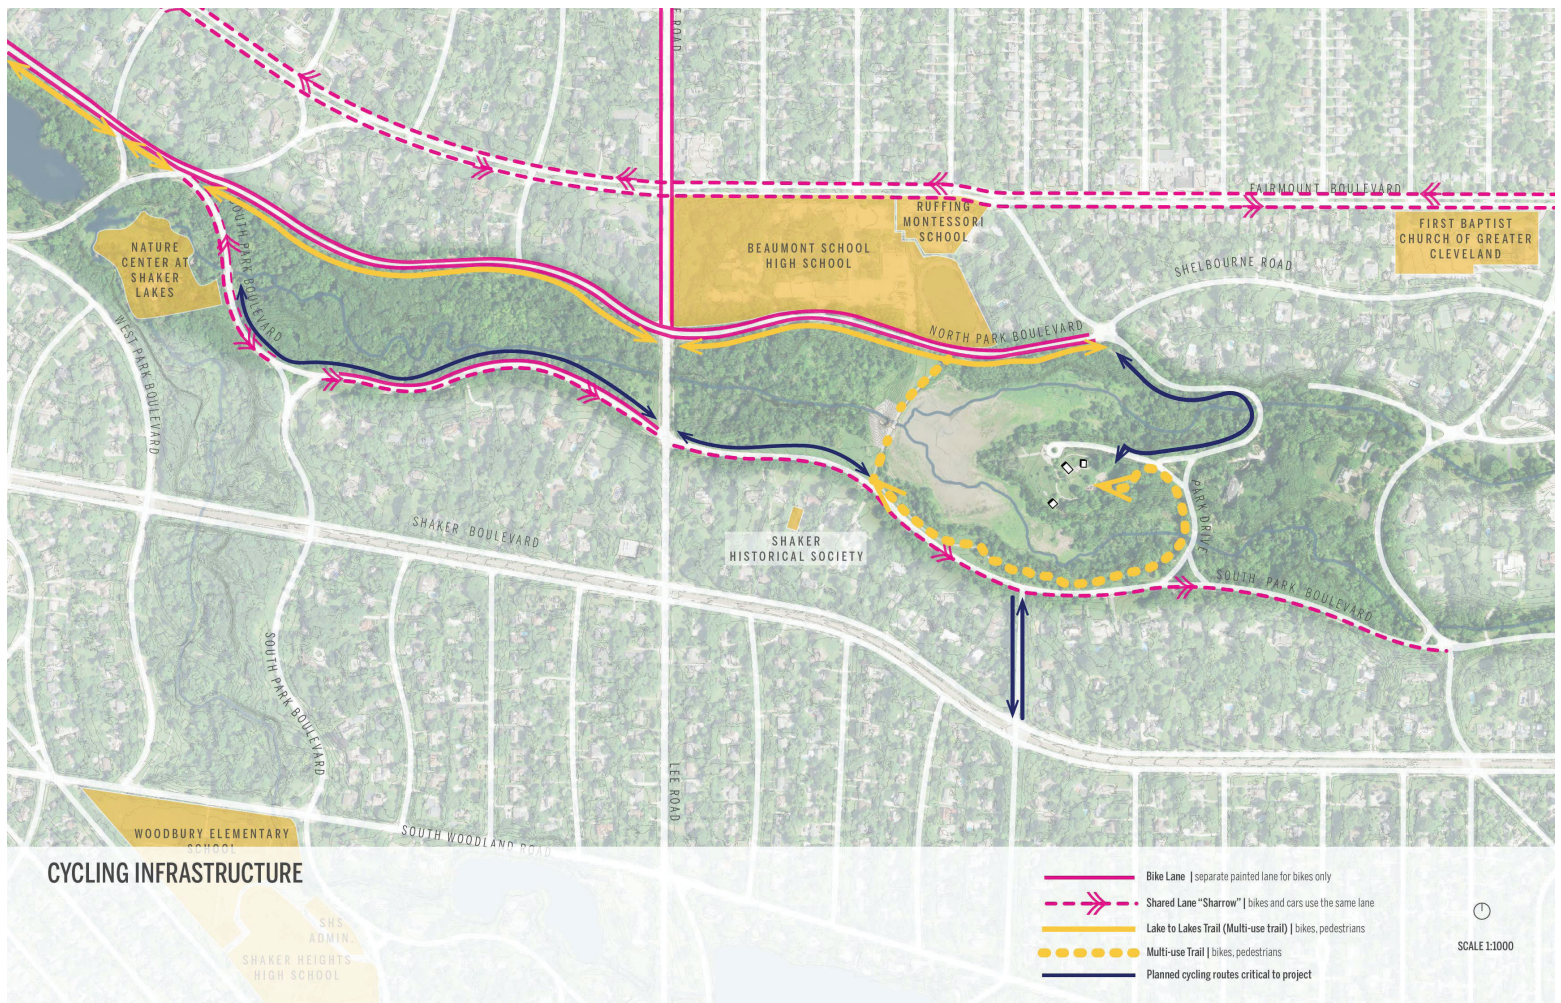 E ROAD
FAIRMOUNT BOULEVARD
RUFFING
MONTESSORI
SCHOOL
FIRST BAPTIST
CHURCH OF GREATER
CLEVELAND
BEAUMONT SCHOOL
HIGH SCHOOL
NATURE
CENTER AT
SHAKER
LAKES
SOUTH PARK BOULEVARD
SHELBOURNE ROAD
NORTH PARK BOULEVARD
WEST PARK BOULEVARD
SHAKER BOULEVARD
SHAKER
HISTORICAL SOCIETY
PARK DRIVE
SOUTH PARK BOULEVARD
SOUTH PARK BOULEVARD
LEE ROAD
SOUTH WOODLAND ROAD
WOODBURY ELEMENTARY
SCHOOL
CYCLING INFRASTRUCTURE
SHS
ADMIN.
SHAKER HEIGHTS
HIGH SCHOOL
Bike Lane | separate painted lane for bikes only
Shared Lane “Sharrow” | bikes and cars use the same lane
Lake to Lakes Trail (Multi-use trail) | bikes, pedestrians
Multi-use Trail | bikes, pedestrians
Planned cycling routes critical to project
SCALE 1:1000